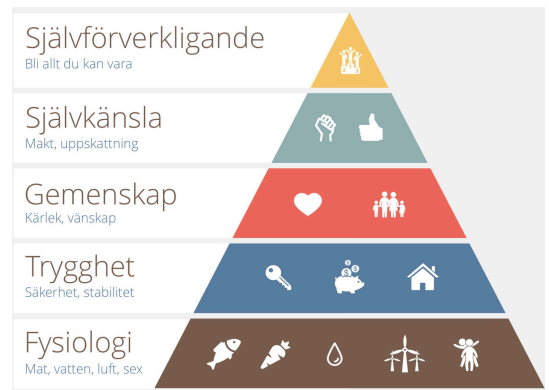 Självförverkligande
Bli allt du kan vara
Självkänsla
Makt, uppskattning
Gemenskap
Kärlek, vänskap
Trygghet
Säkerhet, stabilitet
Fysiologi
Mat, vatten, luft, sex